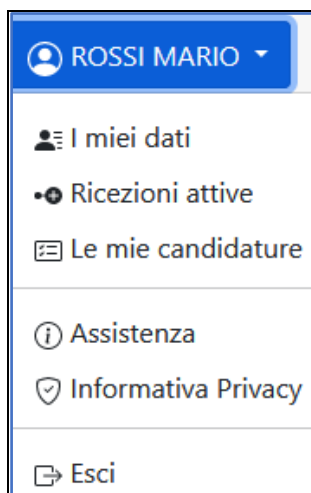 ROSSI MARIO
I miei dati
Ricezioni attive
Le mie candidature
Assistenza
Informativa Privacy
Esci